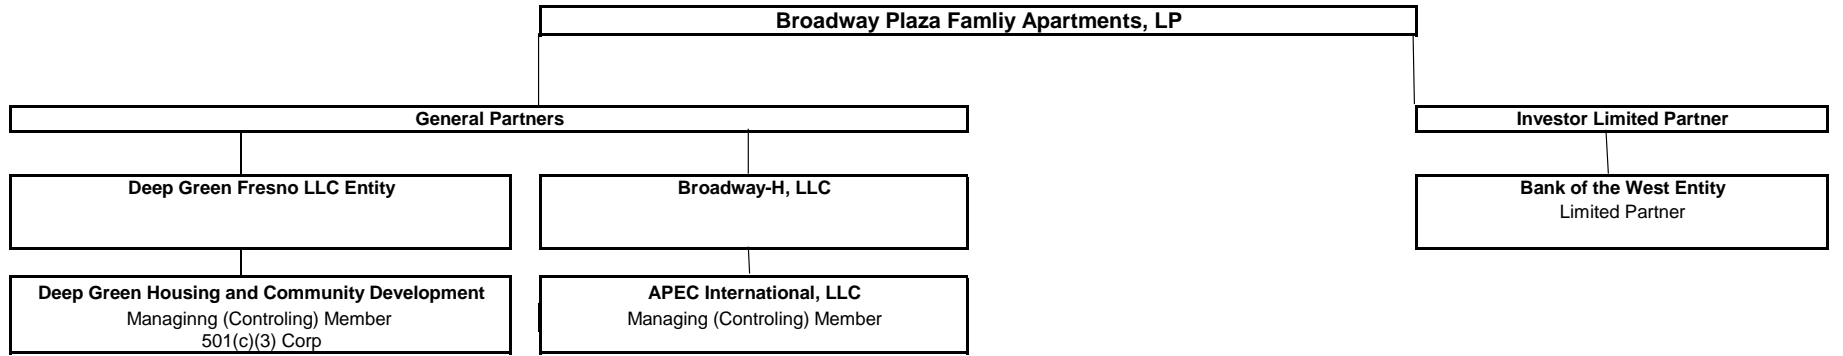 Broadway Plaza Famliy Apartments, LP
General Partners
Investor Limited Partner
Deep Green Fresno LLC Entity
Broadway-H, LLC
Bank of the West Entity
Limited Partner
Deep Green Housing and Community Development
Managinng (Controling) Member
501(c)(3) Corp
APEC International, LLC
Managing (Controling) Member